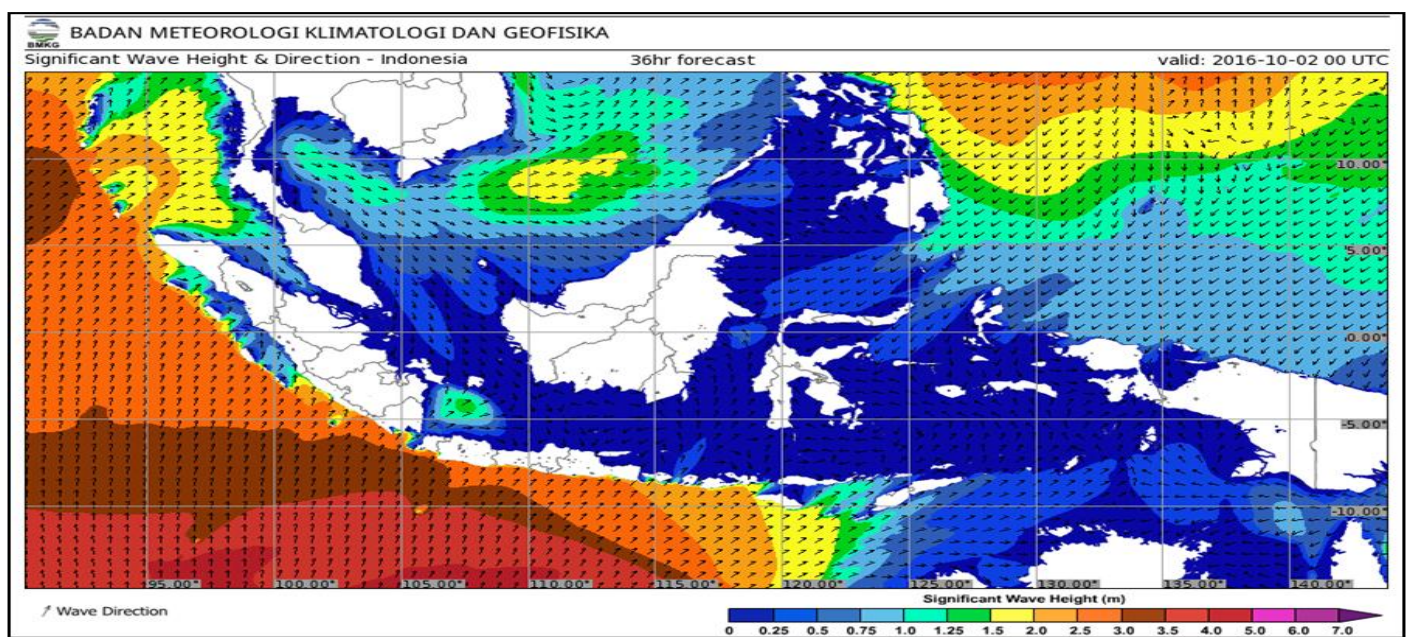 BMKG
BADAN METEOROLOGI KLIMATOLOGI DAN GEOFISIKA
Significant Wave Height & Direction - Indonesia 36hr forecast valid: 2016-10-02 00 UTC
10.00°
5.00°
0.00°
-5.00°
-10.00°
95.00° 100.00° 105.00° 110.00° 115.00° 120.00° 125.00° 130.00° 135.00° 140.00°
Significant Wave Height (m)
Wave Direction
0 0.25 0.5 0.75 1.0 1.25 1.5 2.0 2.5 3.0 3.5 4.0 5.0 6.0 7.0